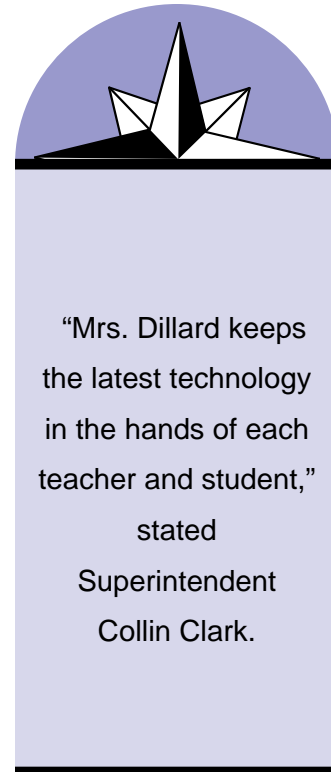 “Mrs. Dillard keeps
the latest technology
in the hands of each
teacher and student,”
stated
Superintendent
Collin Clark.